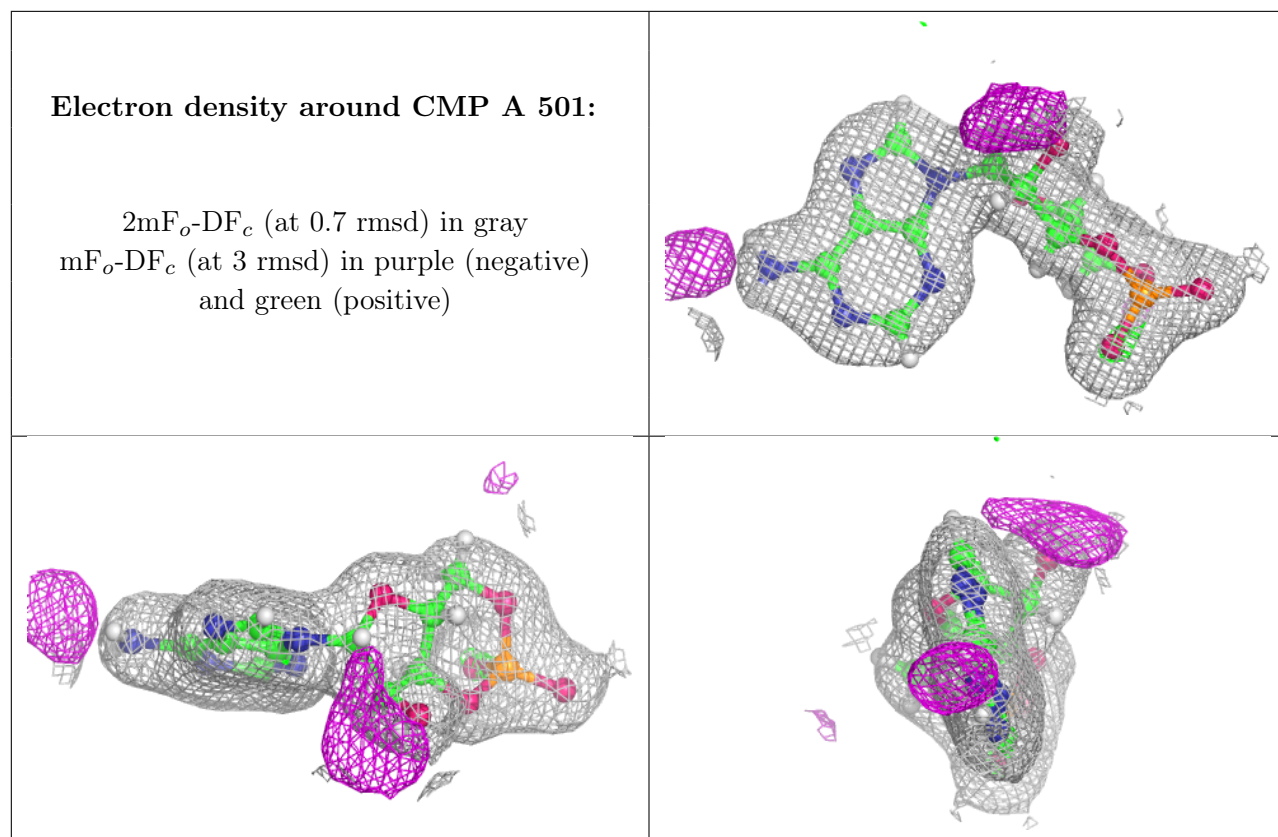 Electron density around CMP A 501:
2mFo-DFc (at 0.7 rmsd) in gray
mFo-DFc (at 3 rmsd) in purple (negative)
and green (positive)